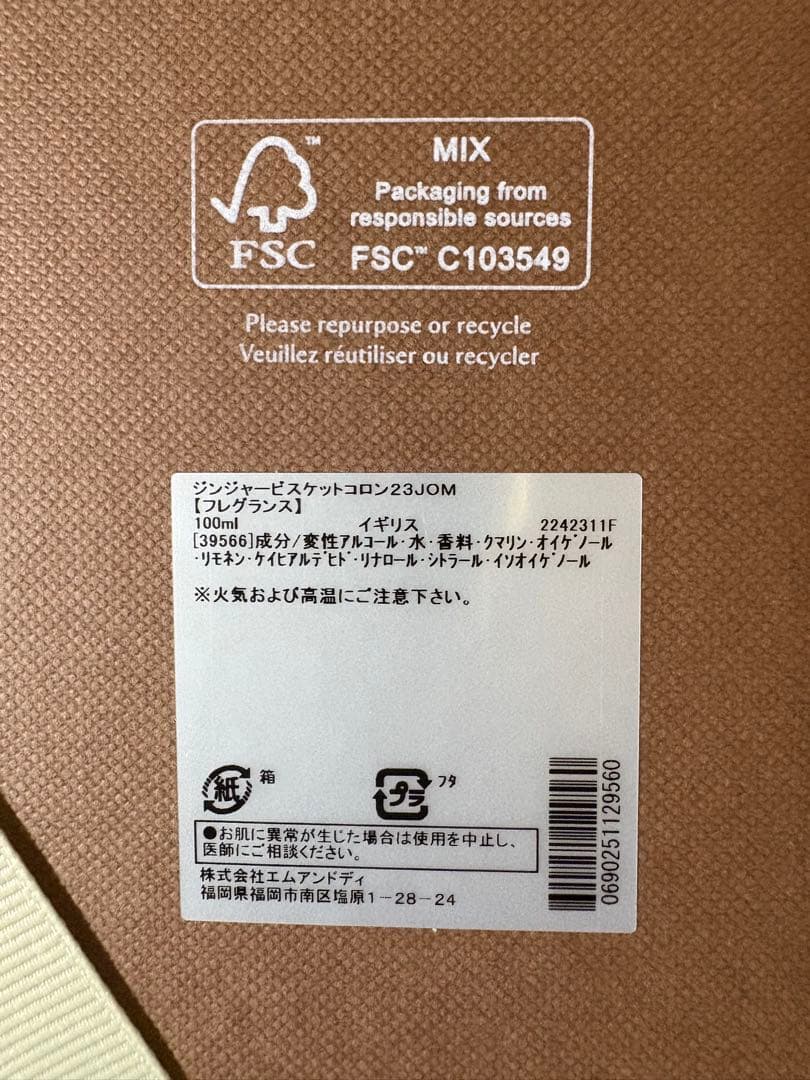 MIX
Packaging from
responsible sources
FSC™ C103549
™
FSC
Please repurpose or recycle
Veuillez réutiliser ou recycler
ジンジャービスケットコロン23JOM
【フレグランス】
100ml イギリス 2242311F
[39566]成分/変性アルコール・水・香料・クマリン・オイゲノール
・リモネン・ケイヒアルデヒド・リナロール・シトラール・イソオイゲノール
※火気および高温にご注意下さい。
紙 箱
プラ フタ
●お肌に異常が生じた場合は使用を中止し、
医師にご相談ください。
株式会社エムアンドディ
福岡県福岡市南区塩原1－28－24
0690251129560